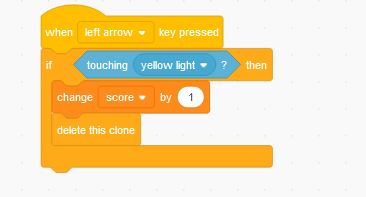 when left arrow key pressed
if touching yellow light ? then
change score by 1
delete this clone